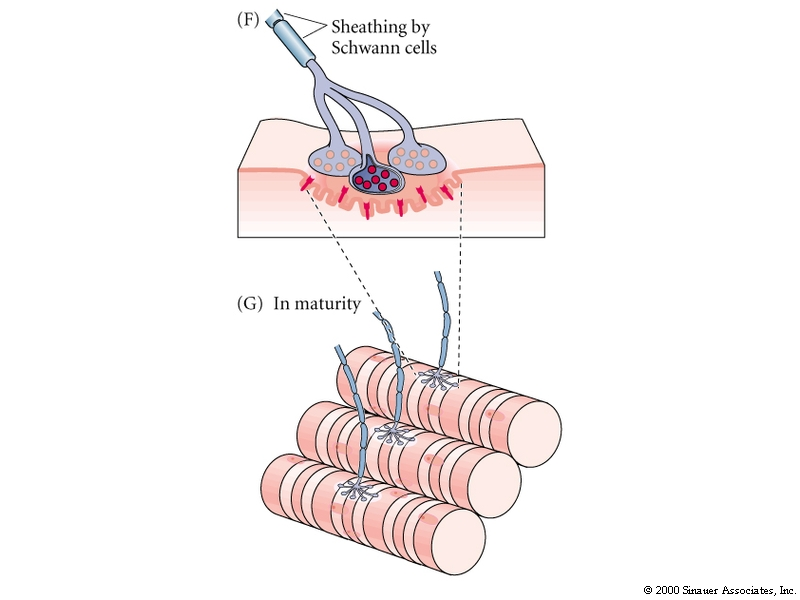 (F)
Sheathing by
Schwann cells
(G) In maturity
© 2000 Sinauer Associates, Inc.